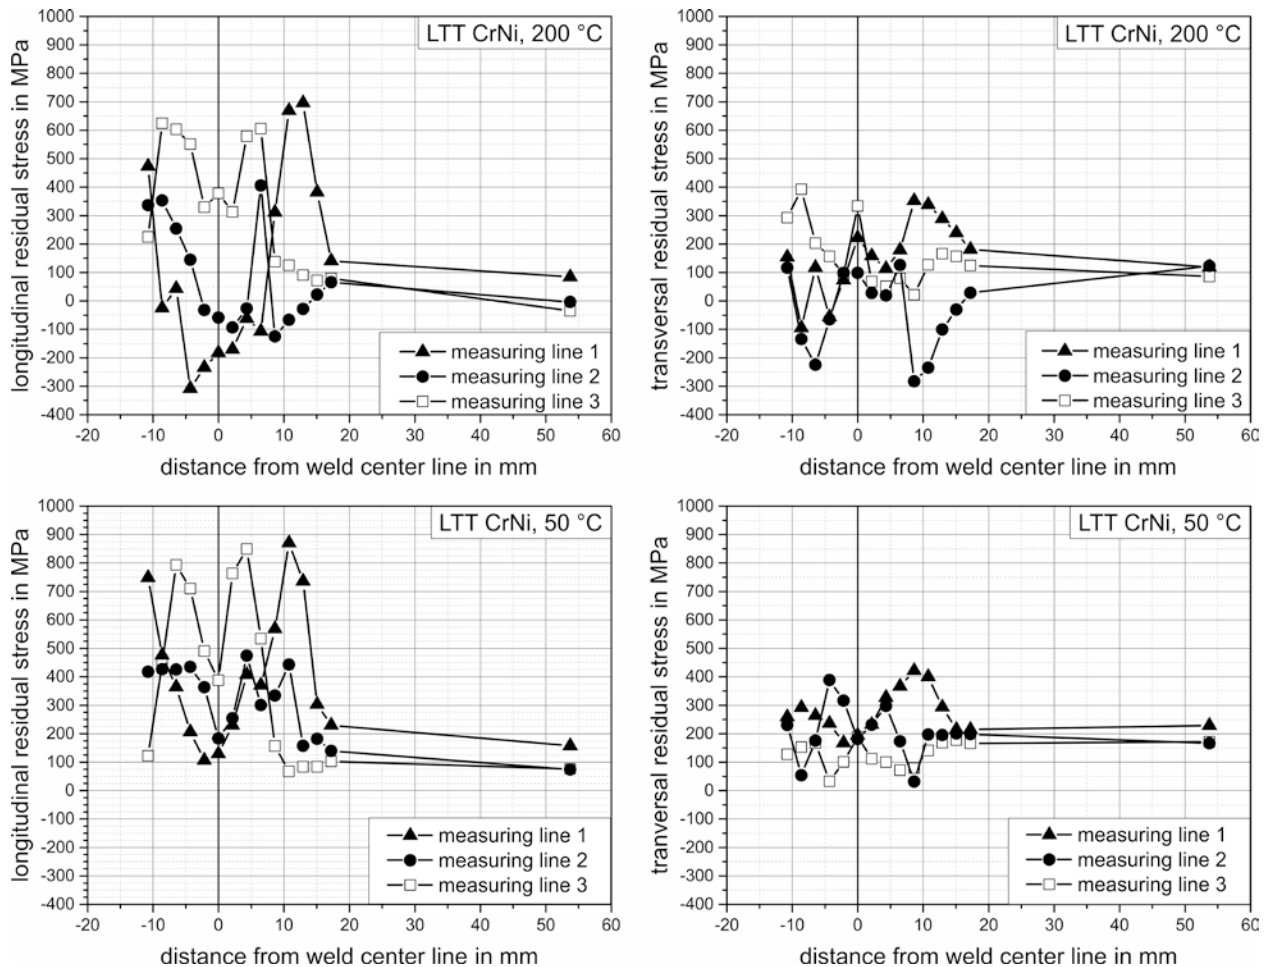 LTT CrNi, 200 °C
longitudinal residual stress in MPa
1000
900
800
700
600
500
400
300
200
100
0
-100
-200
-300
-400
measuring line 1
measuring line 2
measuring line 3
-20 -10 0 10 20 30 40 50 60
distance from weld center line in mm
LTT CrNi, 200 °C
transversal residual stress in MPa
1000
900
800
700
600
500
400
300
200
100
0
-100
-200
-300
-400
measuring line 1
measuring line 2
measuring line 3
-20 -10 0 10 20 30 40 50 60
distance from weld center line in mm
LTT CrNi, 50 °C
longitudinal residual stress in MPa
1000
900
800
700
600
500
400
300
200
100
0
-100
-200
-300
-400
measuring line 1
measuring line 2
measuring line 3
-20 -10 0 10 20 30 40 50 60
distance from weld center line in mm
LTT CrNi, 50 °C
tranversal residual stress in MPa
1000
900
800
700
600
500
400
300
200
100
0
-100
-200
-300
-400
measuring line 1
measuring line 2
measuring line 3
-20 -10 0 10 20 30 40 50 60
distance from weld center line in mm